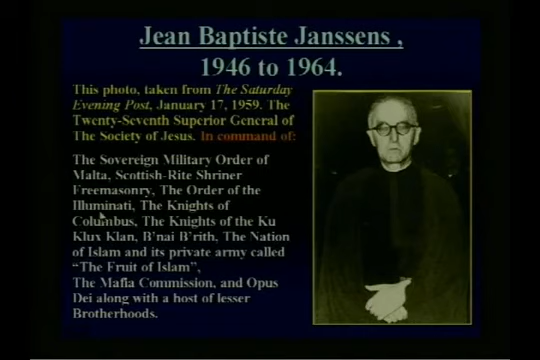 Jean Baptiste Janssens ,
1946 to 1964.
This photo, taken from The Saturday
Evening Post, January 17, 1959. The
Twenty-Seventh Superior General of
The Society of Jesus. In command of:
The Sovereign Military Order of
Malta, Scottish-Rite Shriner
Freemasonry, The Order of the
Illuminati, The Knights of
Columbus, The Knights of the Ku
Klux Klan, B'nai B'rith, The Nation
of Islam and its private army called
“The Fruit of Islam”,
The Mafia Commission, and Opus
Dei along with a host of lesser
Brotherhoods.